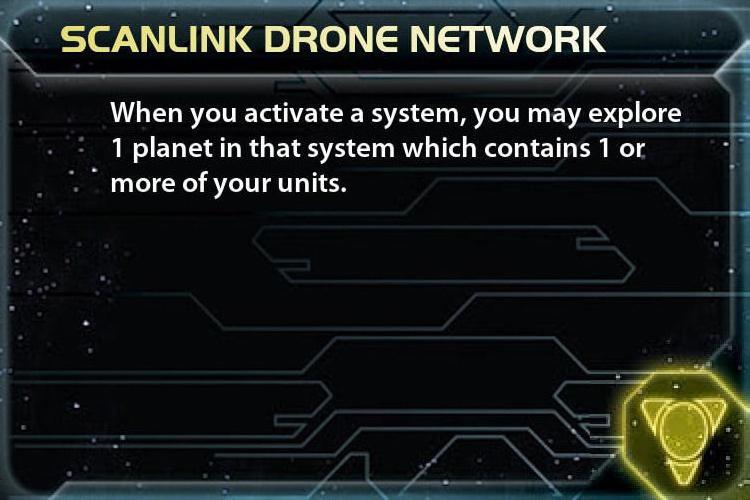 SCANLINK DRONE NETWORK
When you activate a system, you may explore
1 planet in that system which contains 1 or
more of your units.